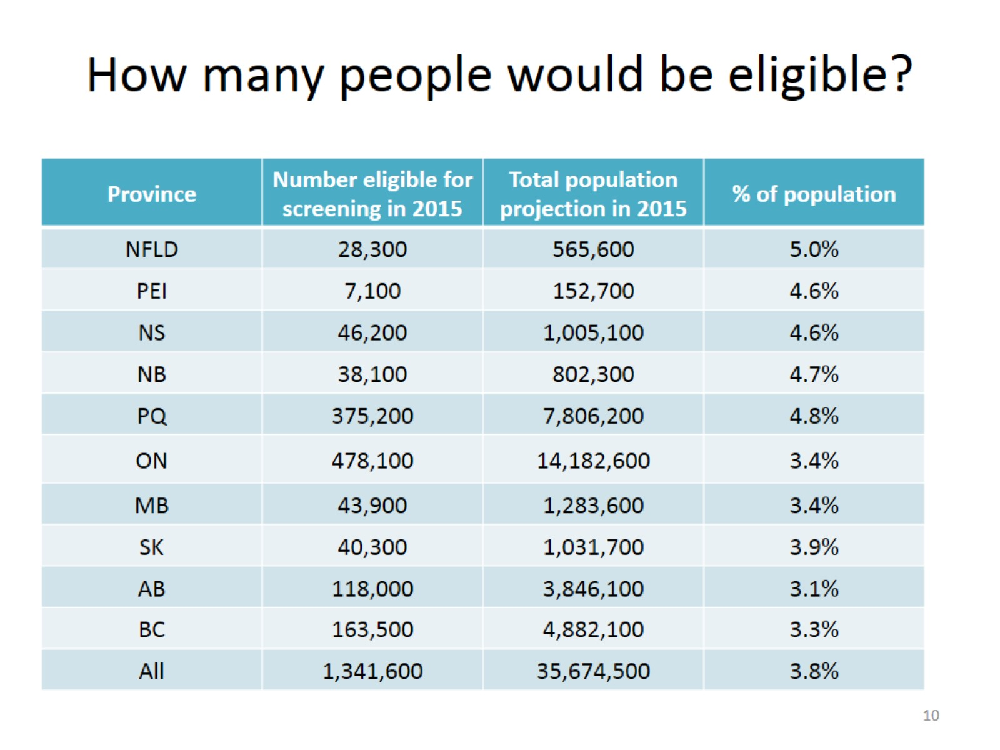 How many people would be eligible?
Province
Number eligible for
screening in 2015
Total population
projection in 2015
% of population
NFLD 28,300 565,600 5.0%
PEI 7,100 152,700 4.6%
NS 46,200 1,005,100 4.6%
NB 38,100 802,300 4.7%
PQ 375,200 7,806,200 4.8%
ON 478,100 14,182,600 3.4%
MB 43,900 1,283,600 3.4%
SK 40,300 1,031,700 3.9%
AB 118,000 3,846,100 3.1%
BC 163,500 4,882,100 3.3%
All 1,341,600 35,674,500 3.8%
10